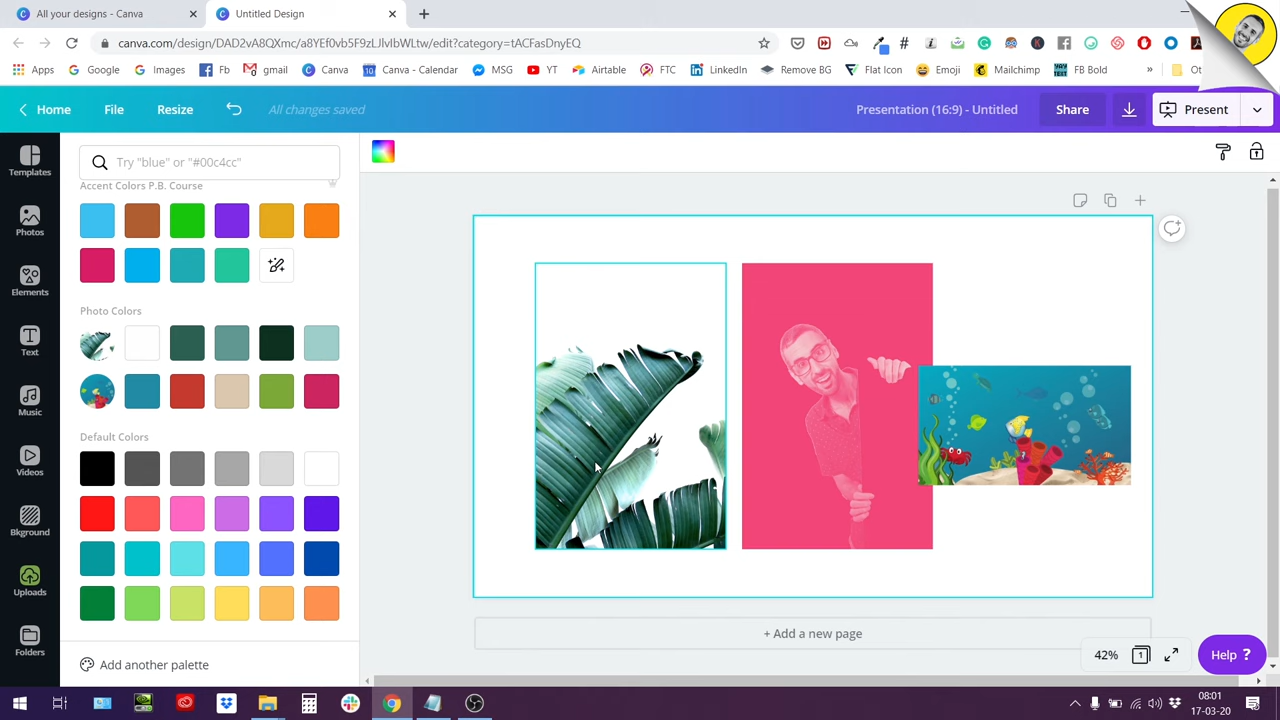 All your designs - Canva
Untitled Design
canva.com/design/DAD2vA8QXmc/a8YEf0vb5F9zLIJvIbWLtw/edit?category=tACFasDnyEQ
Apps Google Images Fb gmail Canva Canva - Calendar MSG YT Airtable FTC LinkedIn Remove BG Flat Icon Emoji Mailchimp FB Bold » Ot
Home File Resize All changes saved Presentation (16:9) - Untitled Share Present
Try "blue" or "#00c4cc"
Templates
Photos
Elements
Text
Music
Videos
Bkground
Uploads
Folders
Accent Colors P.B. Course
Photo Colors
Default Colors
Add another palette
+ Add a new page
42% 1 Help ?
08:01
17-03-20